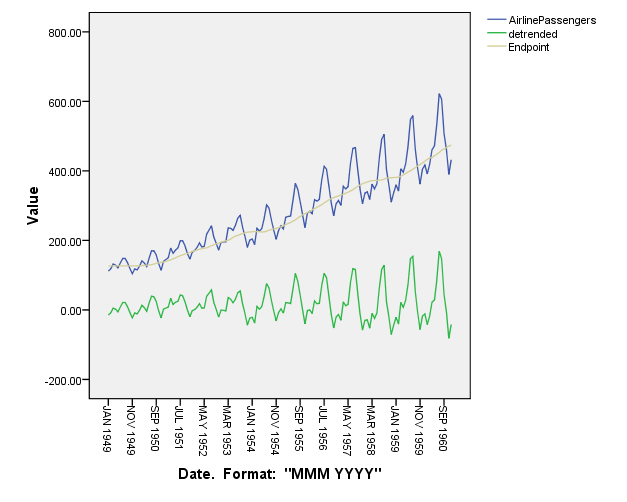 AirlinePassengers
detrended
Endpoint
800.00
600.00
400.00
200.00
0.00
-200.00
Value
JAN 1949
NOV 1949
SEP 1950
JUL 1951
MAY 1952
MAR 1953
JAN 1954
NOV 1954
SEP 1955
JUL 1956
MAY 1957
MAR 1958
JAN 1959
NOV 1959
SEP 1960
Date. Format: "MMM YYYY"